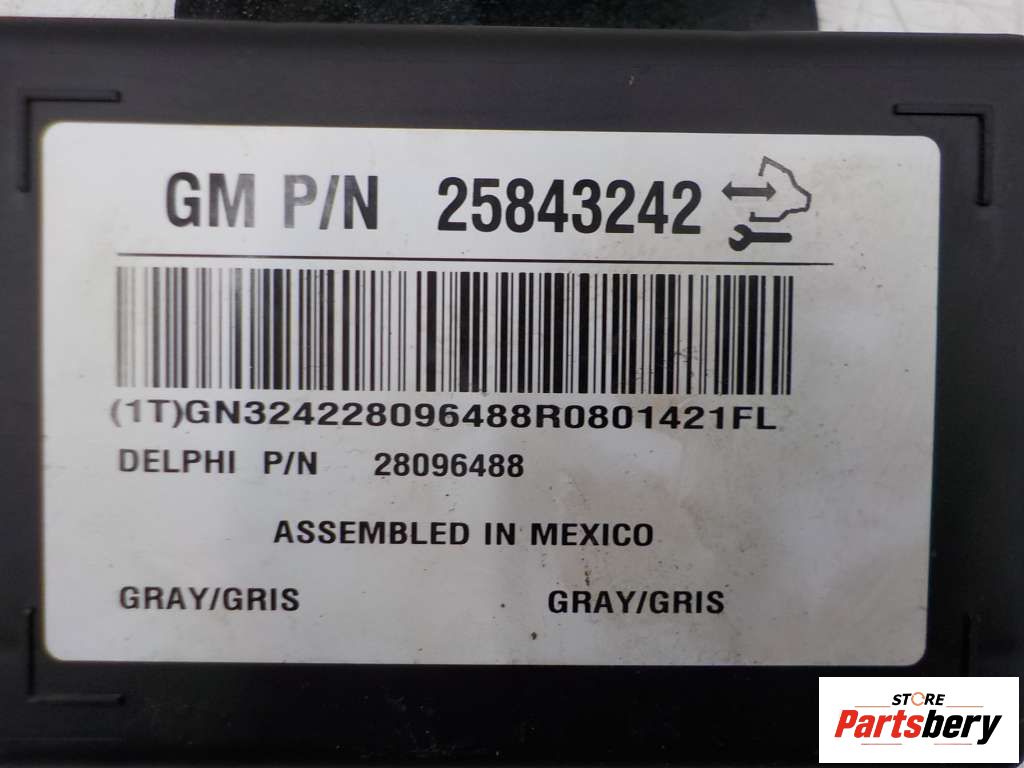 GM P/N 25843242
(1T)GN324228096488R0801421FL
DELPHI P/N 28096488
ASSEMBLED IN MEXICO
GRAY/GRIS GRAY/GRIS
STORE
Partsbery